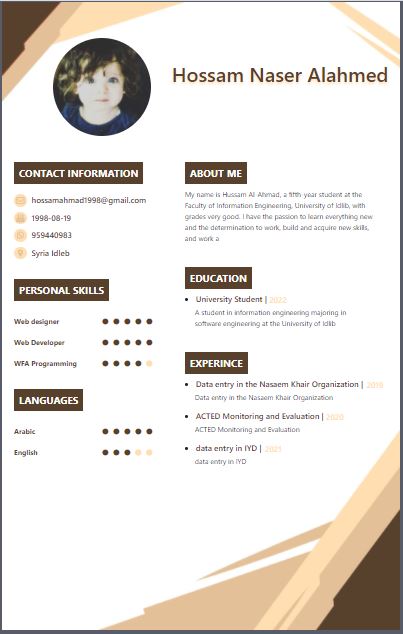 Hossam Naser Alahmed
CONTACT INFORMATION
hossamahmad1998@gmail.com
1998-08-19
959440983
Syria Idleb
PERSONAL SKILLS
Web designer
Web Developer
WFA Programming
LANGUAGES
Arabic
English
ABOUT ME
My name is Hussam Al-Ahmad, a fifth-year student at the
Faculty of Information Engineering, University of Idlib, with
grades very good. I have the passion to learn everything new
and the determination to work, build and acquire new skills,
and work a
EDUCATION
University Student | 2022
A student in information engineering majoring in
software engineering at the University of Idlib
EXPERINCE
Data entry in the Nasaem Khair Organization | 2019
Data entry in the Nasaem Khair Organization
ACTED Monitoring and Evaluation | 2020
ACTED Monitoring and Evaluation
data entry in IYD | 2021
data entry in IYD